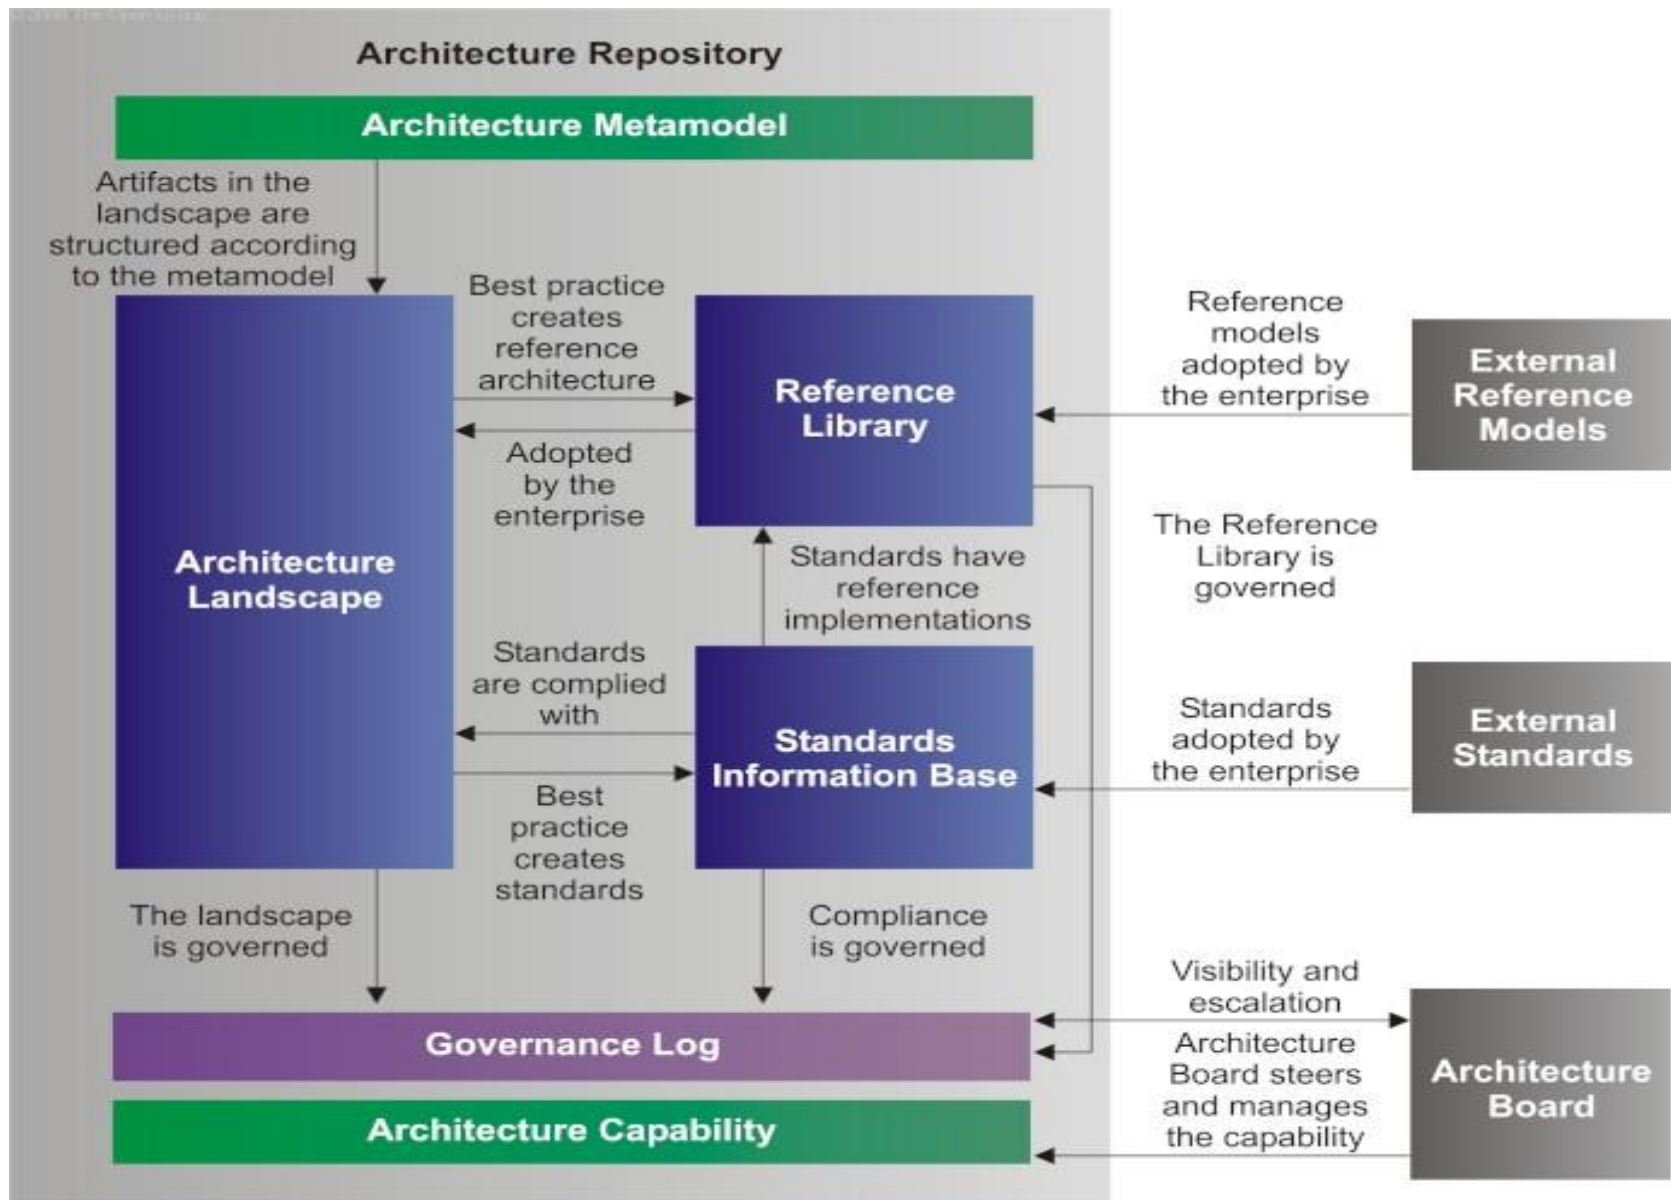 Architecture Repository
Architecture Metamodel
Artifacts in the
landscape are
structured according
to the metamodel
Best practice
creates
reference
architecture
Reference
Library
Reference
models
adopted by
the enterprise
External
Reference
Models
Adopted
by the
enterprise
The Reference
Library is
governed
Architecture
Landscape
Standards have
reference
implementations
Standards
are complied
with
Standards
Information Base
Standards
adopted by
the enterprise
External
Standards
Best
practice
creates
standards
The landscape
is governed
Compliance
is governed
Visibility and
escalation
Governance Log
Architecture
Board steers
and manages
the capability
Architecture
Board
Architecture Capability